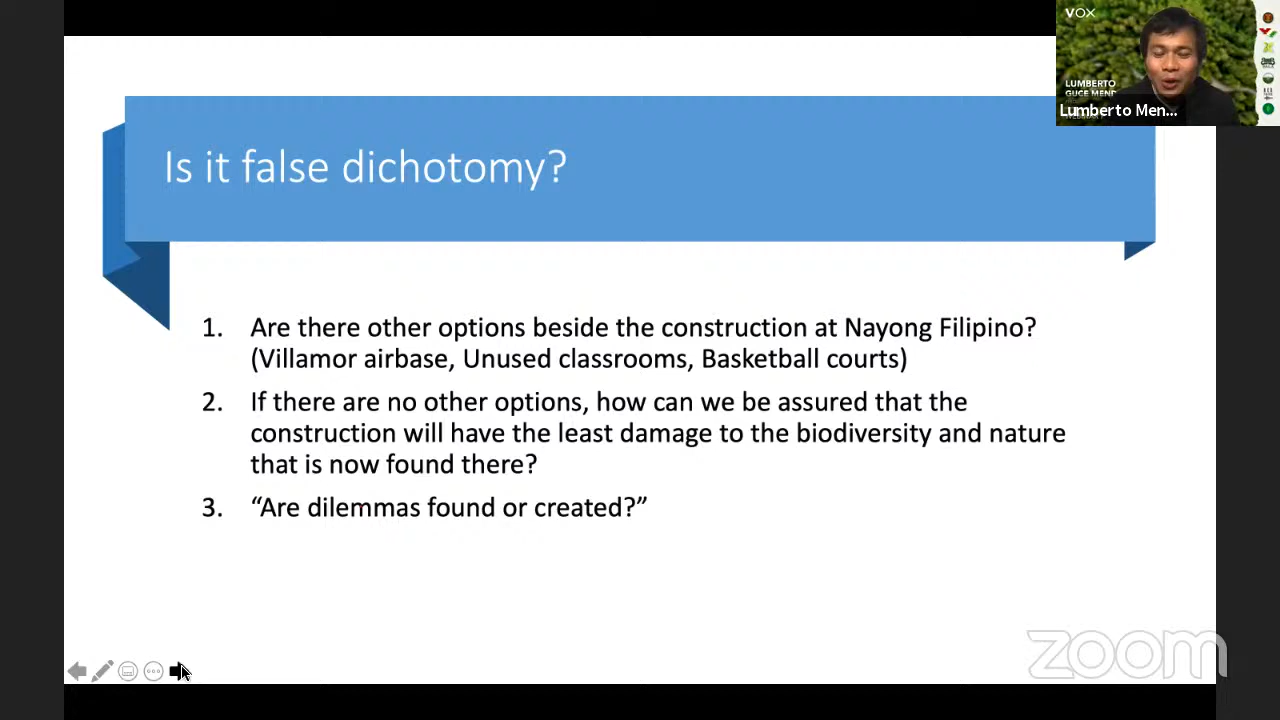 VOX
LUMBERTO
GUCE MEND
Lumberto Men...
Is it false dichotomy?
1. Are there other options beside the construction at Nayong Filipino?
(Villamor airbase, Unused classrooms, Basketball courts)
2. If there are no other options, how can we be assured that the
construction will have the least damage to the biodiversity and nature
that is now found there?
3. “Are dilemmas found or created?”
zoom